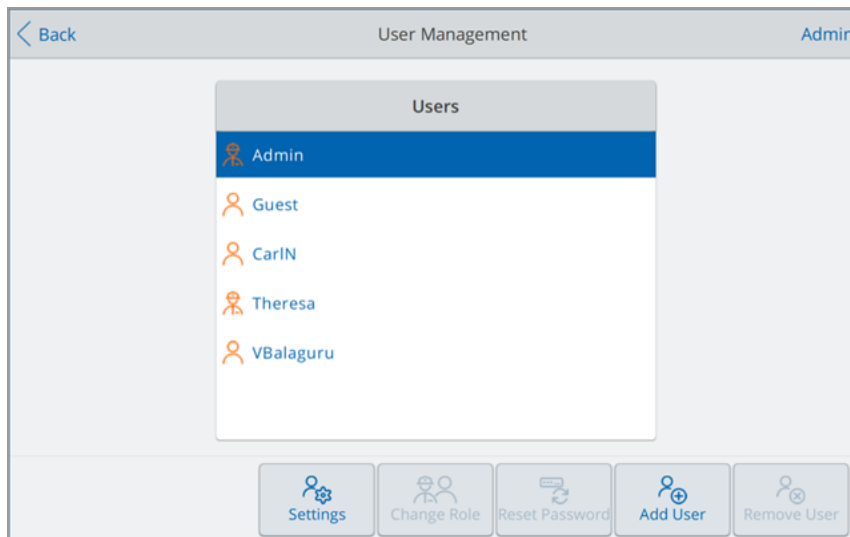 Back User Management Admin
Users
Admin
Guest
CarlN
Theresa
VBalaguru
Settings Change Role Reset Password Add User Remove User